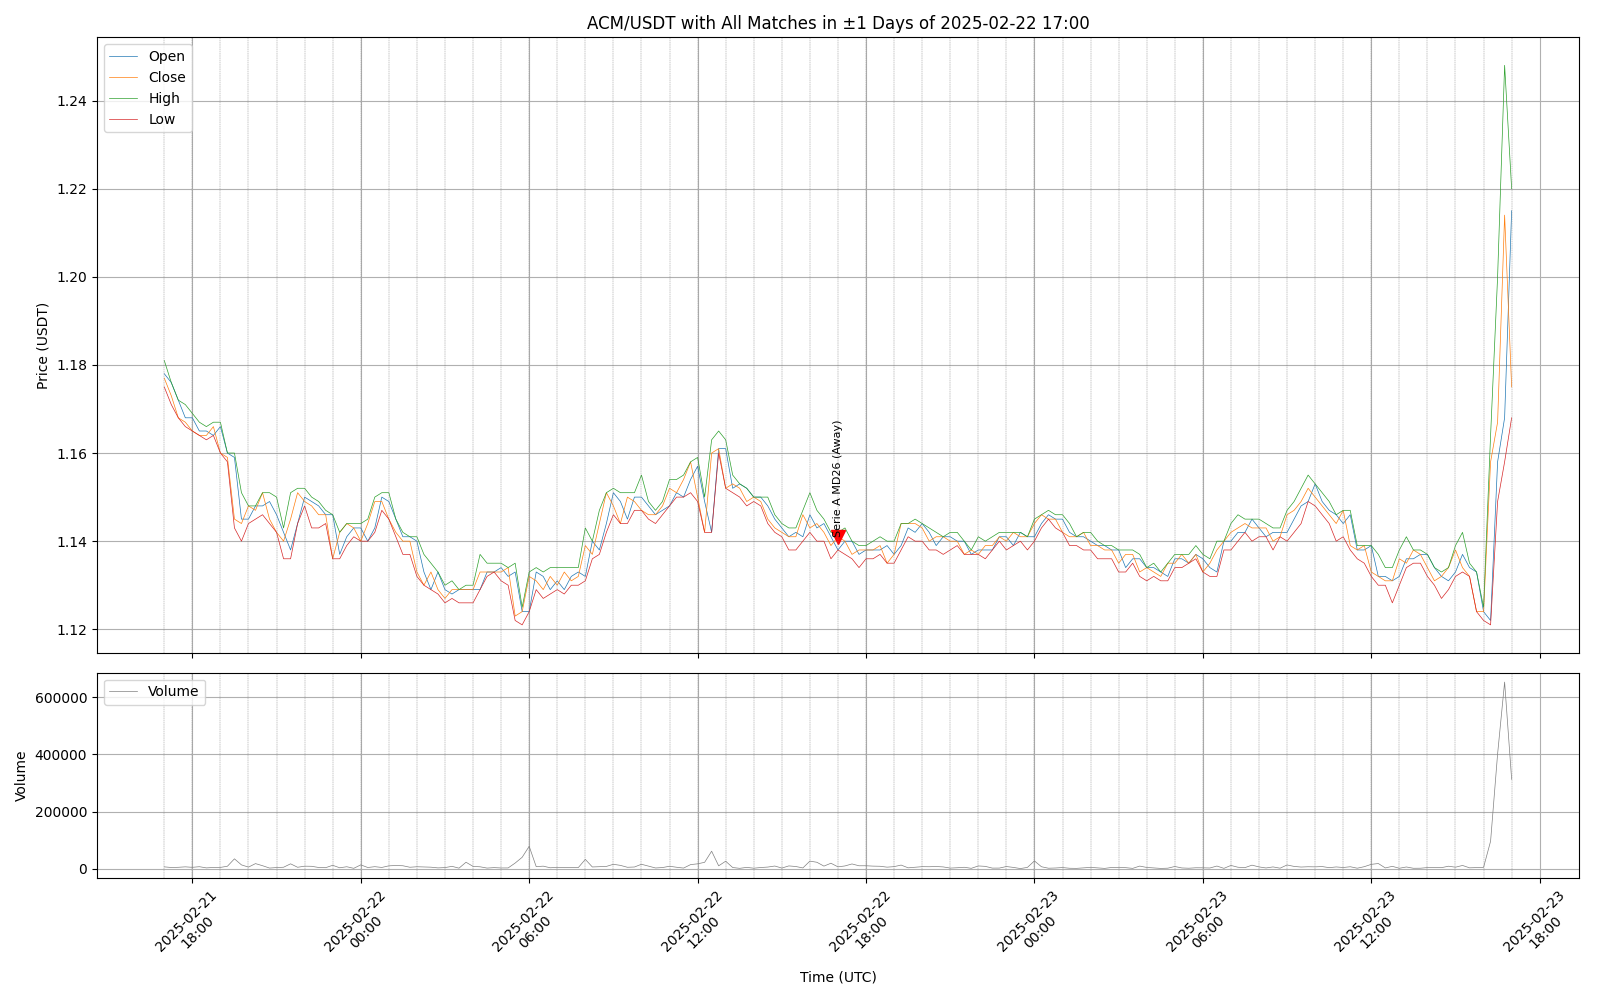 ACM/USDT with All Matches in ±1 Days of 2025-02-22 17:00
Open
Close
High
Low
1.24
1.22
1.20
1.18
1.16
1.14
1.12
Price (USDT)
Serie A MD26 (Away)
Volume
600000
400000
200000
0
Volume
2025-02-21
18:00
2025-02-22
00:00
2025-02-22
06:00
2025-02-22
12:00
2025-02-22
18:00
2025-02-23
00:00
2025-02-23
06:00
2025-02-23
12:00
2025-02-23
18:00
Time (UTC)